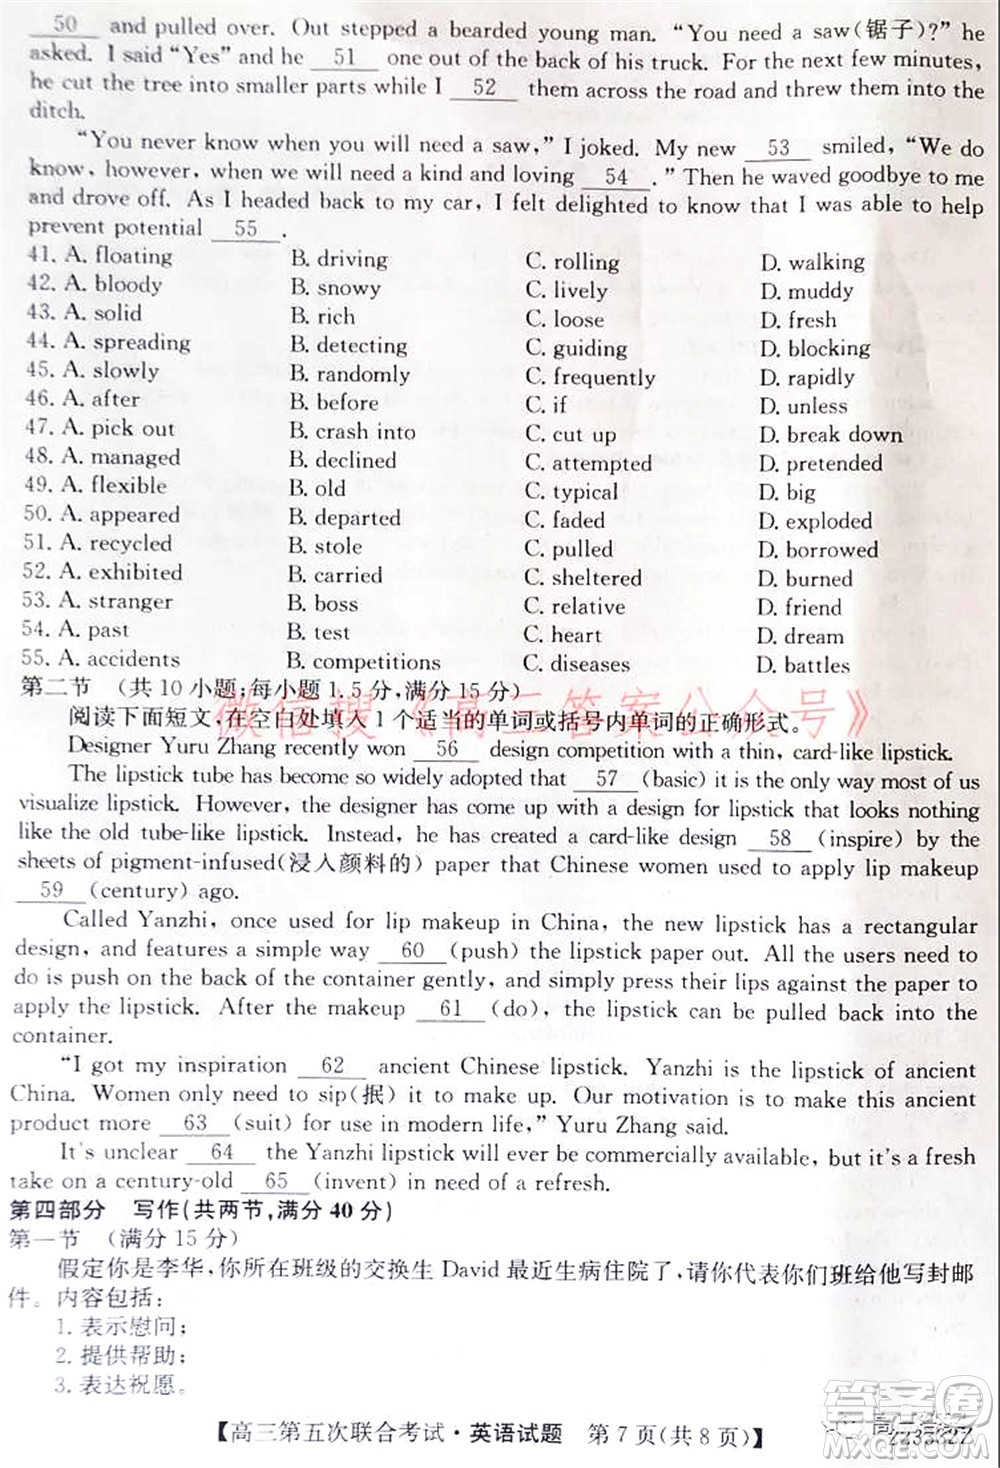 50 and pulled over. Out stepped a bearded young man. “You need a saw(锯子)?” he
asked. I said “Yes” and he 51 one out of the back of his truck. For the next few minutes,
he cut the tree into smaller parts while I 52 them across the road and threw them into the
ditch.
“You never know when you will need a saw,” I joked. My new 53 smiled, “We do
know, however, when we will need a kind and loving 54 .” Then he waved goodbye to me
and drove off. As I headed back to my car, I felt delighted to know that I was able to help
prevent potential 55 .
41. A. floating B. driving C. rolling D. walking
42. A. bloody B. snowy C. lively D. muddy
43. A. solid B. rich C. loose D. fresh
44. A. spreading B. detecting C. guiding D. blocking
45. A. slowly B. randomly C. frequently D. rapidly
46. A. after B. before C. if D. unless
47. A. pick out B. crash into C. cut up D. break down
48. A. managed B. declined C. attempted D. pretended
49. A. flexible B. old C. typical D. big
50. A. appeared B. departed C. faded D. exploded
51. A. recycled B. stole C. pulled D. borrowed
52. A. exhibited B. carried C. sheltered D. burned
53. A. stranger B. boss C. relative D. friend
54. A. past B. test C. heart D. dream
55. A. accidents B. competitions C. diseases D. battles
第二节 (共 10 小题;每小题 1.5 分,满分 15 分)
微信搜《高三答案公众号》
阅读下面短文,在空白处填入 1 个适当的单词或括号内单词的正确形式。
Designer Yuru Zhang recently won 56 design competition with a thin, card-like lipstick.
The lipstick tube has become so widely adopted that 57 (basic) it is the only way most of us
visualize lipstick. However, the designer has come up with a design for lipstick that looks nothing
like the old tube-like lipstick. Instead, he has created a card-like design 58 (inspire) by the
sheets of pigment-infused(浸入颜料的) paper that Chinese women used to apply lip makeup
59 (century) ago.
Called Yanzhi, once used for lip makeup in China, the new lipstick has a rectangular
design, and features a simple way 60 (push) the lipstick paper out. All the users need to
do is push on the back of the container gently, and simply press their lips against the paper to
apply the lipstick. After the makeup 61 (do), the lipstick can be pulled back into the
container.
“I got my inspiration 62 ancient Chinese lipstick. Yanzhi is the lipstick of ancient
China. Women only need to sip(抿) it to make up. Our motivation is to make this ancient
product more 63 (suit) for use in modern life,” Yuru Zhang said.
It's unclear 64 the Yanzhi lipstick will ever be commercially available, but it's a fresh
take on a century-old 65 (invent) in need of a refresh.
第四部分 写作(共两节,满分 40 分)
第一节 (满分 15 分)
假定你是李华,你所在班级的交换生 David 最近生病住院了,请你代表你们班给他写封邮
件。内容包括:
1. 表示慰问;
2. 提供帮助;
3. 表达祝愿。
【高三第五次联合考试·英语试题 第 7 页(共 8 页)】